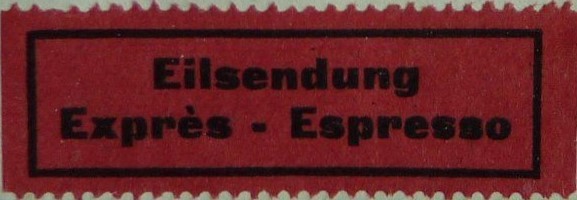 Eilsendung
Exprès - Espresso